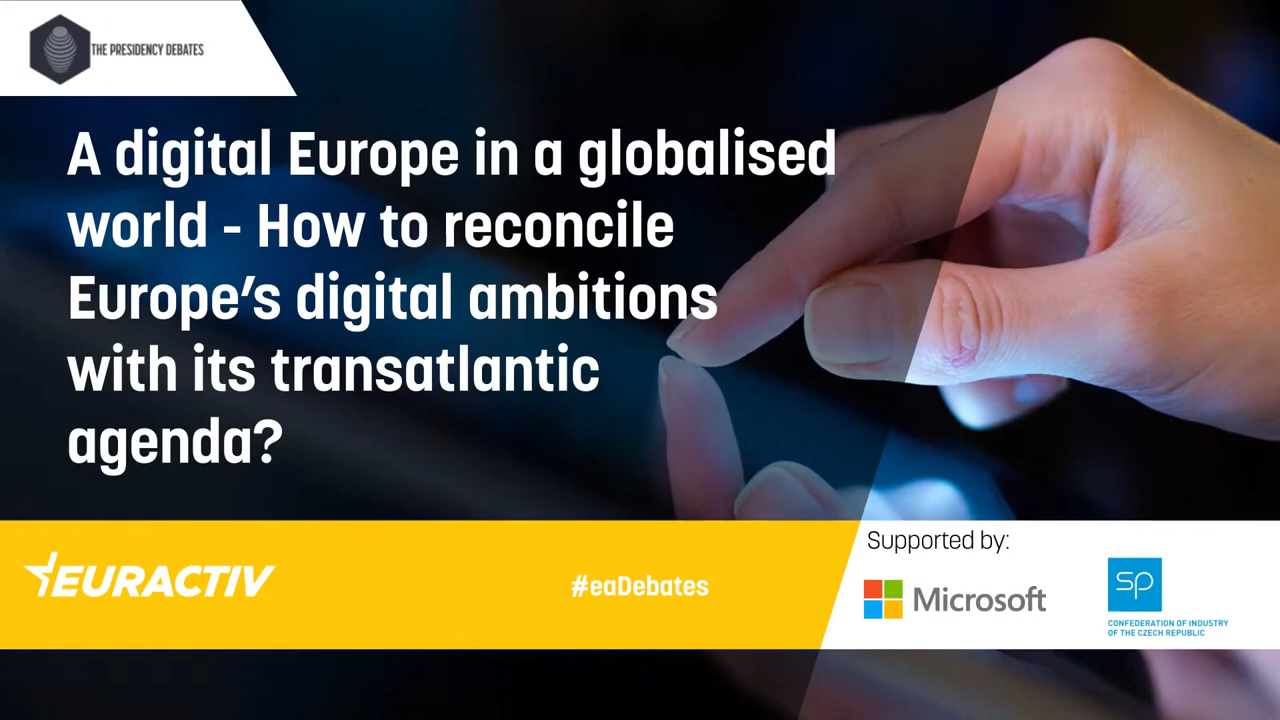 THE PRESIDENCY DEBATES
A digital Europe in a globalised
world - How to reconcile
Europe's digital ambitions
with its transatlantic
agenda?
EURACTIV
#eaDebates
Supported by:
Microsoft
sp
CONFEDERATION OF INDUSTRY
OF THE CZECH REPUBLIC